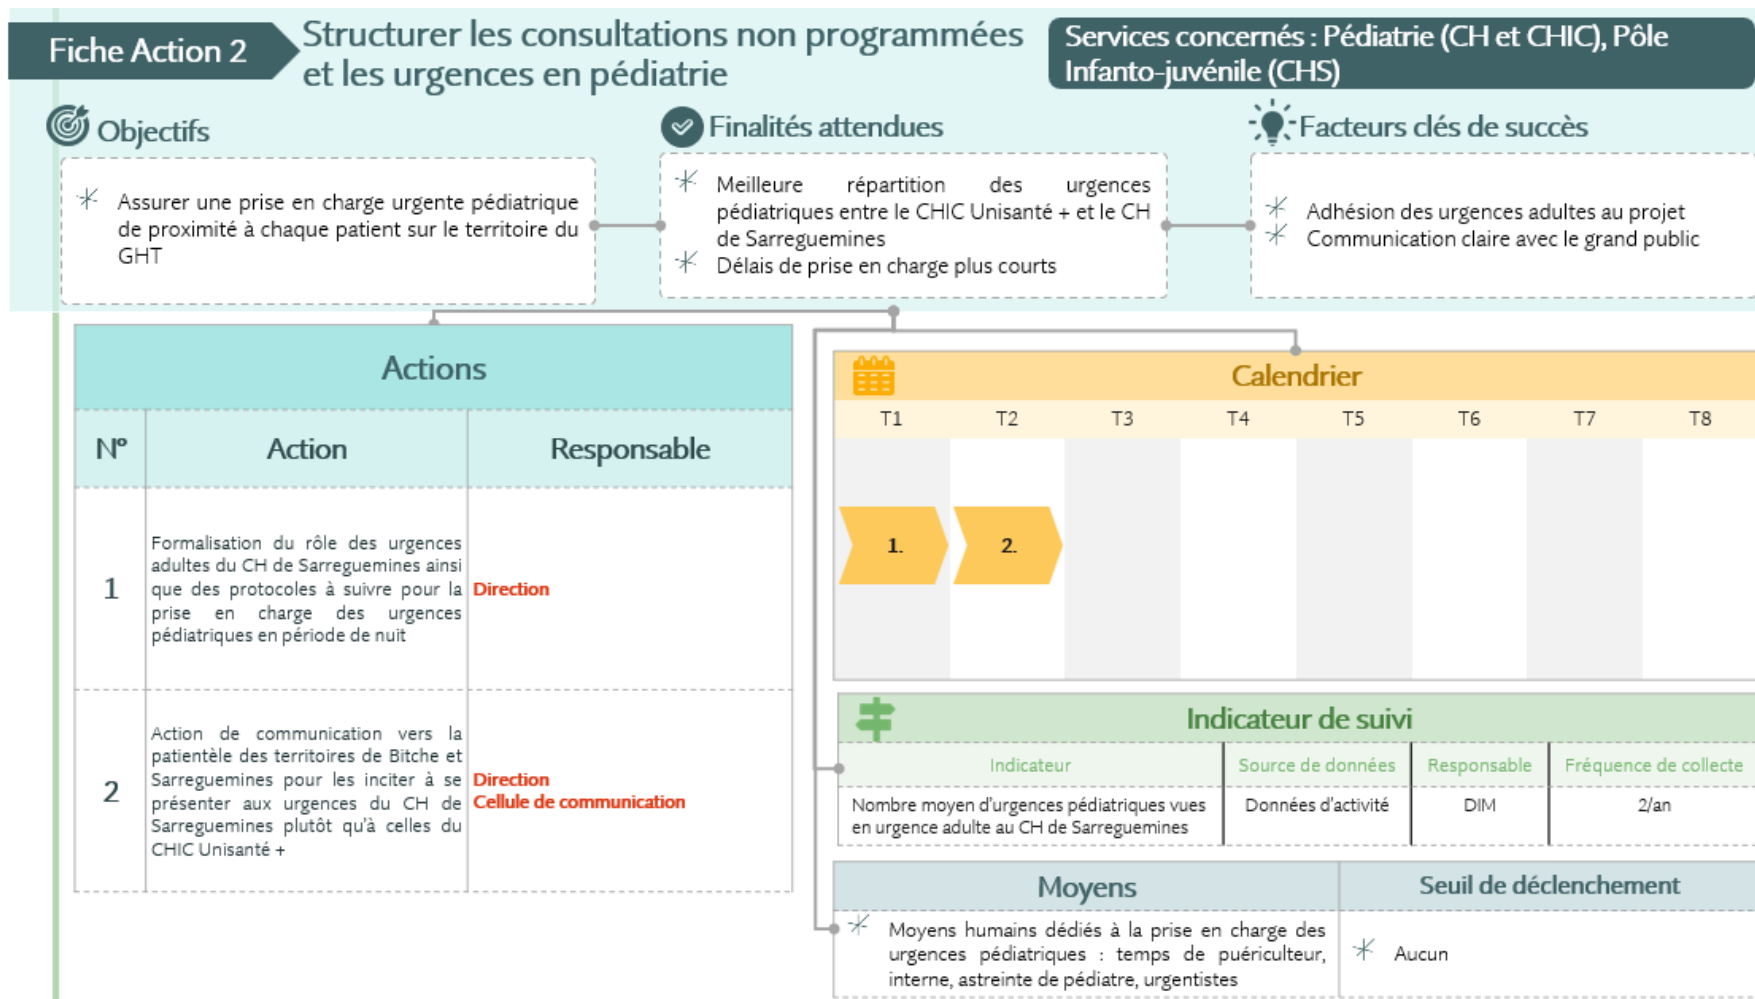 Fiche Action 2
Structurer les consultations non programmées
et les urgences en pédiatrie
Services concernés : Pédiatrie (CH et CHIC), Pôle
Infanto-juvénile (CHS)
Objectifs
Assurer une prise en charge urgente pédiatrique
de proximité à chaque patient sur le territoire du
GHT
Finalités attendues
Meilleure répartition des urgences
pédiatriques entre le CHIC Unisanté + et le CH
de Sarreguemines
Délais de prise en charge plus courts
Facteurs clés de succès
Adhésion des urgences adultes au projet
Communication claire avec le grand public
Actions
N° Action Responsable
1
Formalisation du rôle des urgences
adultes du CH de Sarreguemines ainsi
que des protocoles à suivre pour la
prise en charge des urgences
pédiatriques en période de nuit
Direction
2
Action de communication vers la
patientèle des territoires de Bitche et
Sarreguemines pour les inciter à se
présenter aux urgences du CH de
Sarreguemines plutôt qu'à celles du
CHIC Unisanté +
Direction
Cellule de communication
Calendrier
T1 T2 T3 T4 T5 T6 T7 T8
1. 2.
Indicateur de suivi
Indicateur Source de données Responsable Fréquence de collecte
Nombre moyen d'urgences pédiatriques vues
en urgence adulte au CH de Sarreguemines
Données d'activité
DIM
2/an
Moyens
Moyens humains dédiés à la prise en charge des
urgences pédiatriques : temps de puériculteur,
interne, astreinte de pédiatre, urgentistes
Seuil de déclenchement
Aucun